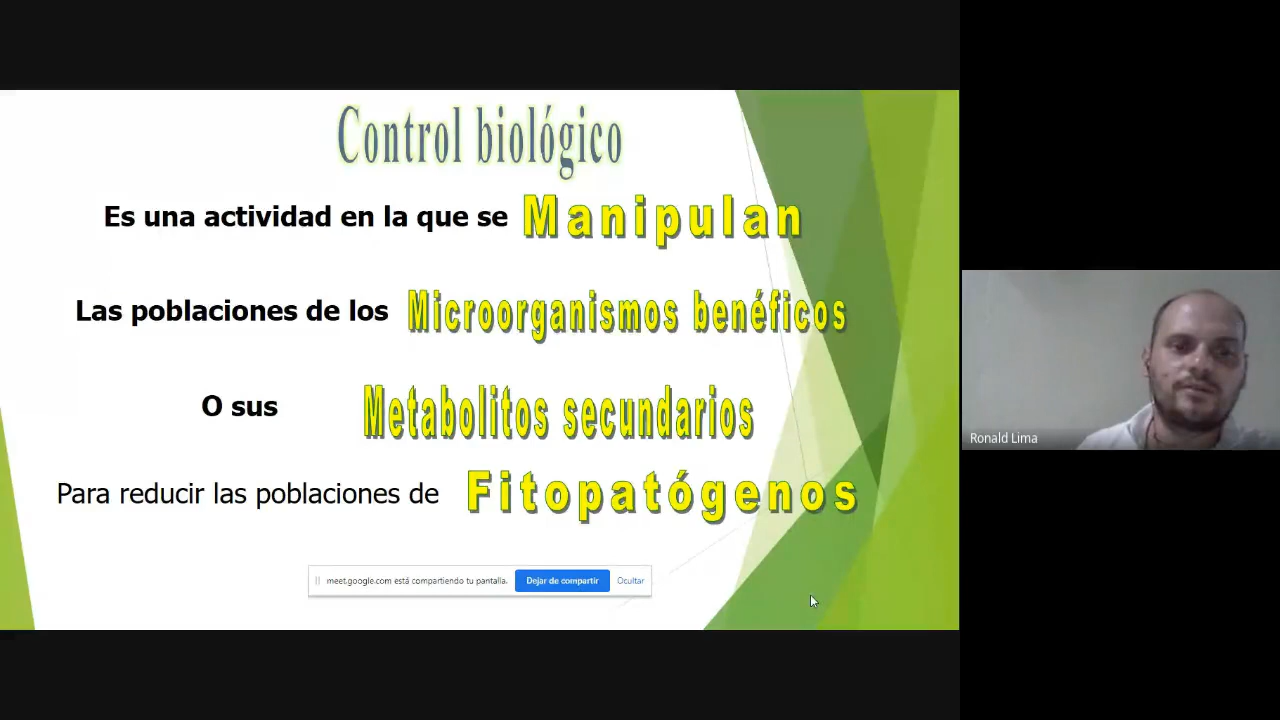 Control biológico
Es una actividad en la que se Manipulan
Las poblaciones de los Microorganismos benéficos
O sus Metabolitos secundarios
Para reducir las poblaciones de Fitopatógenos
meet.google.com está compartiendo tu pantalla. Dejar de compartir Ocultar
Ronald Lima